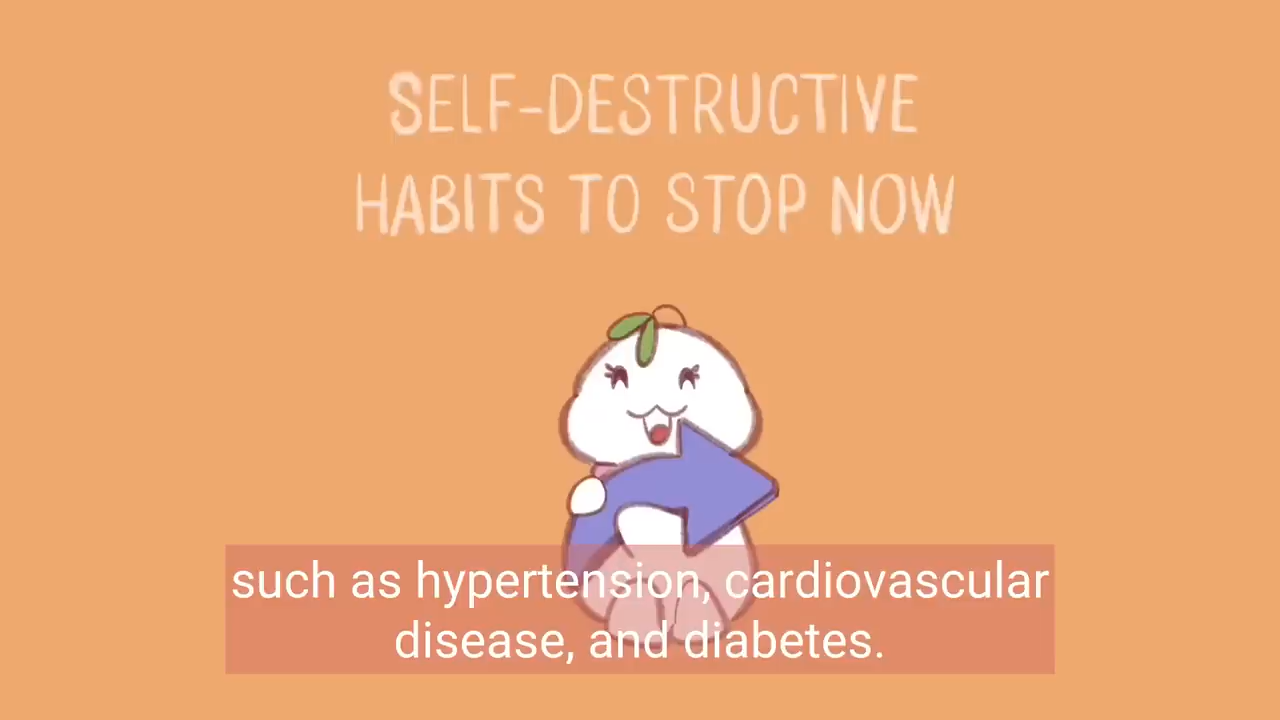 SELF-DESTRUCTIVE
HABITS TO STOP NOW
such as hypertension, cardiovascular
disease, and diabetes.